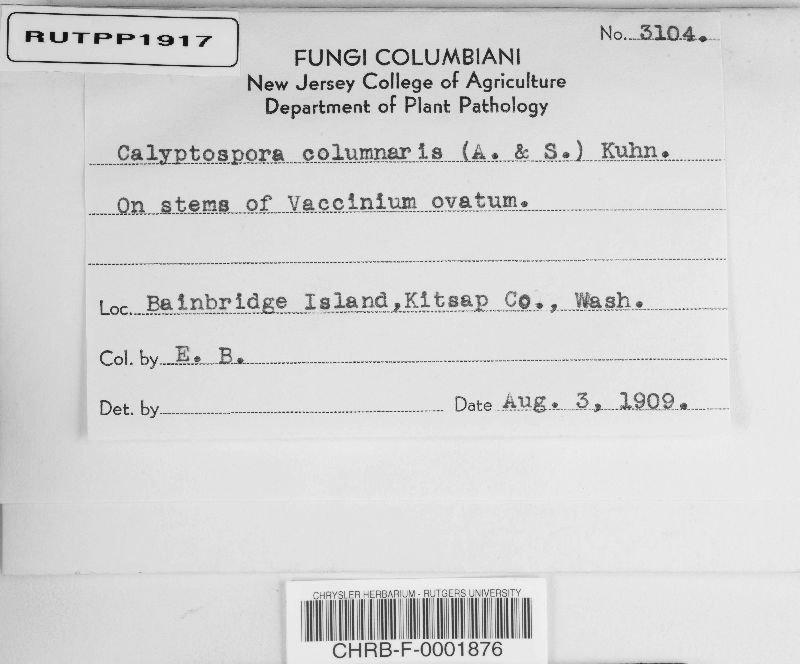 RUTPP1917
No. 3104.
FUNGI COLUMBIANI
New Jersey College of Agriculture
Department of Plant Pathology
Calyptospora columnaris (A. & S.) Kuhn.
On stems of Vaccinium ovatum.
Loc. Bainbridge Island,Kitsap Co., Wash.
Col. by E. B.
Det. by Date Aug. 3, 1909.
CHRYSLER HERBARIUM - RUTGERS UNIVERSITY
CHRB-F-0001876